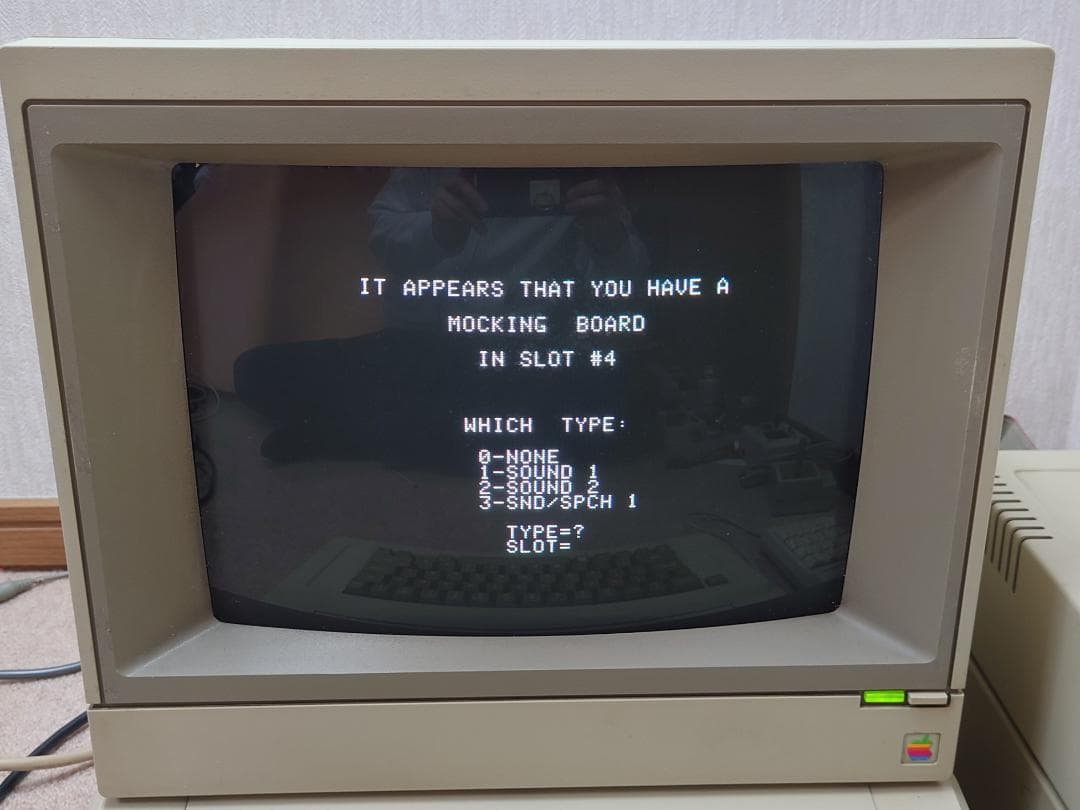 IT APPEARS THAT YOU HAVE A
MOCKING BOARD
IN SLOT #4
WHICH TYPE:
0-NONE
1-SOUND 1
2-SOUND 2
3-SND/SPCH 1
TYPE=?
SLOT=